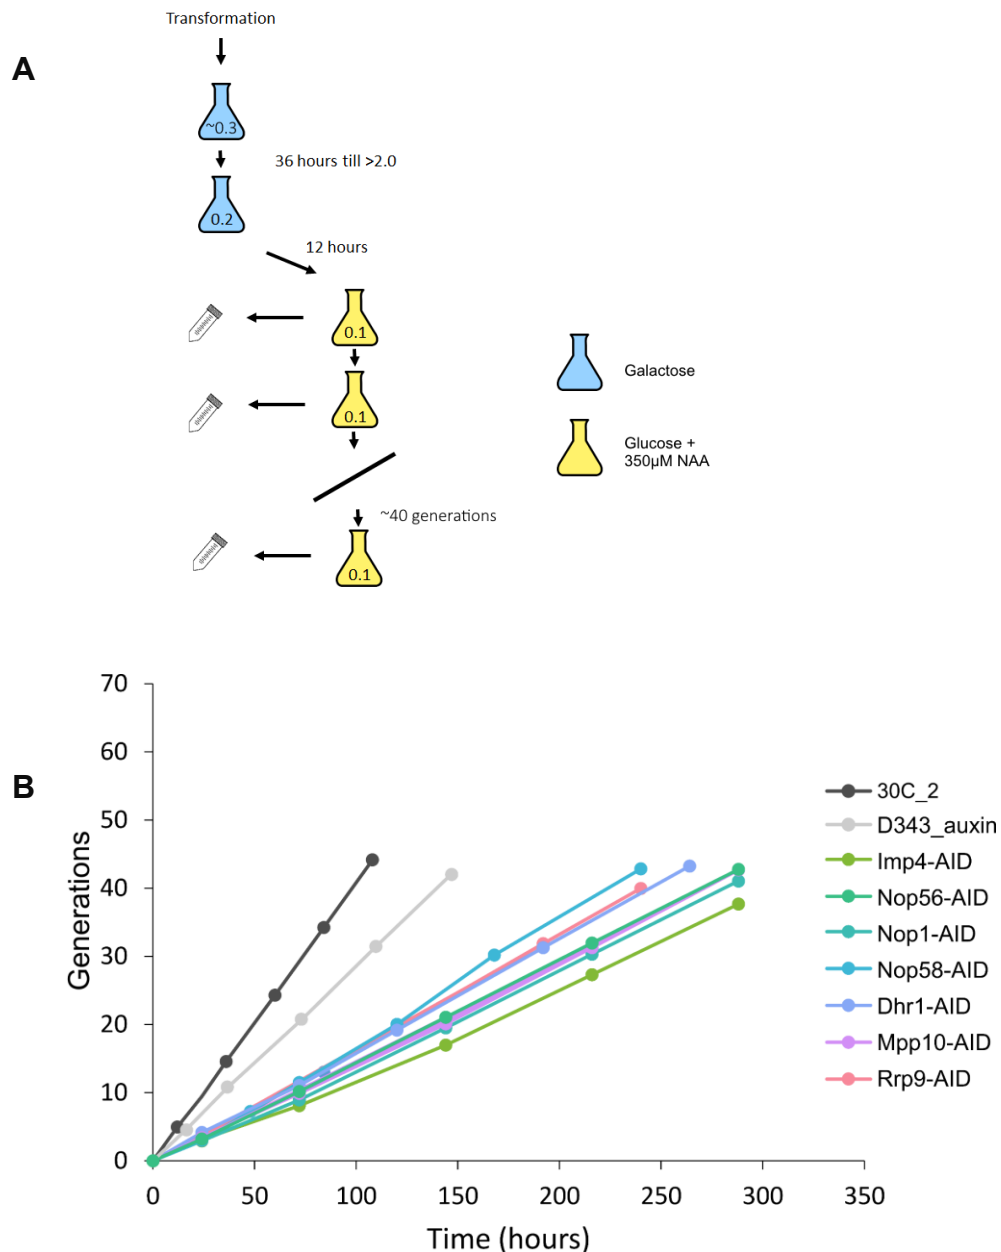 Transformation
A
~0.3
36 hours till >2.0
0.2
12 hours
0.1
0.1
Galactose
Glucose +
350µM NAA
~40 generations
0.1
B
70
60
50
40
30
20
10
0
Generations
0 50 100 150 200 250 300 350
Time (hours)
30C_2
D343_auxin
Imp4-AID
Nop56-AID
Nop1-AID
Nop58-AID
Dhr1-AID
Mpp10-AID
Rrp9-AID